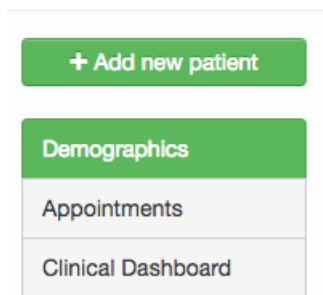 + Add new patient
Demographics
Appointments
Clinical Dashboard